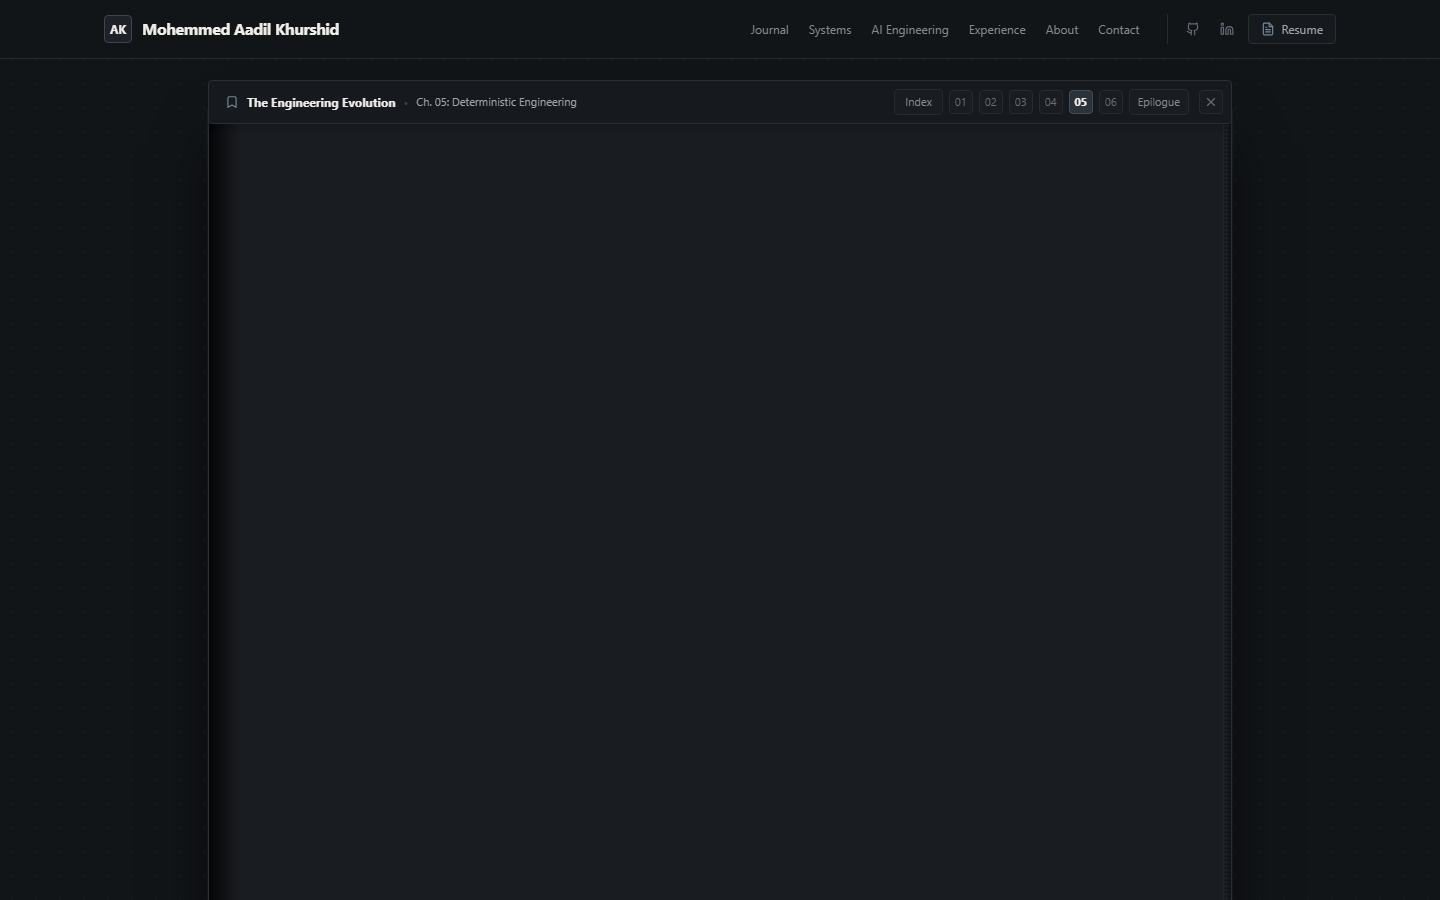 AK Mohemmed Aadil Khurshid Journal Systems AI Engineering Experience About Contact Resume
The Engineering Evolution • Ch. 05: Deterministic Engineering Index 01 02 03 04 05 06 Epilogue